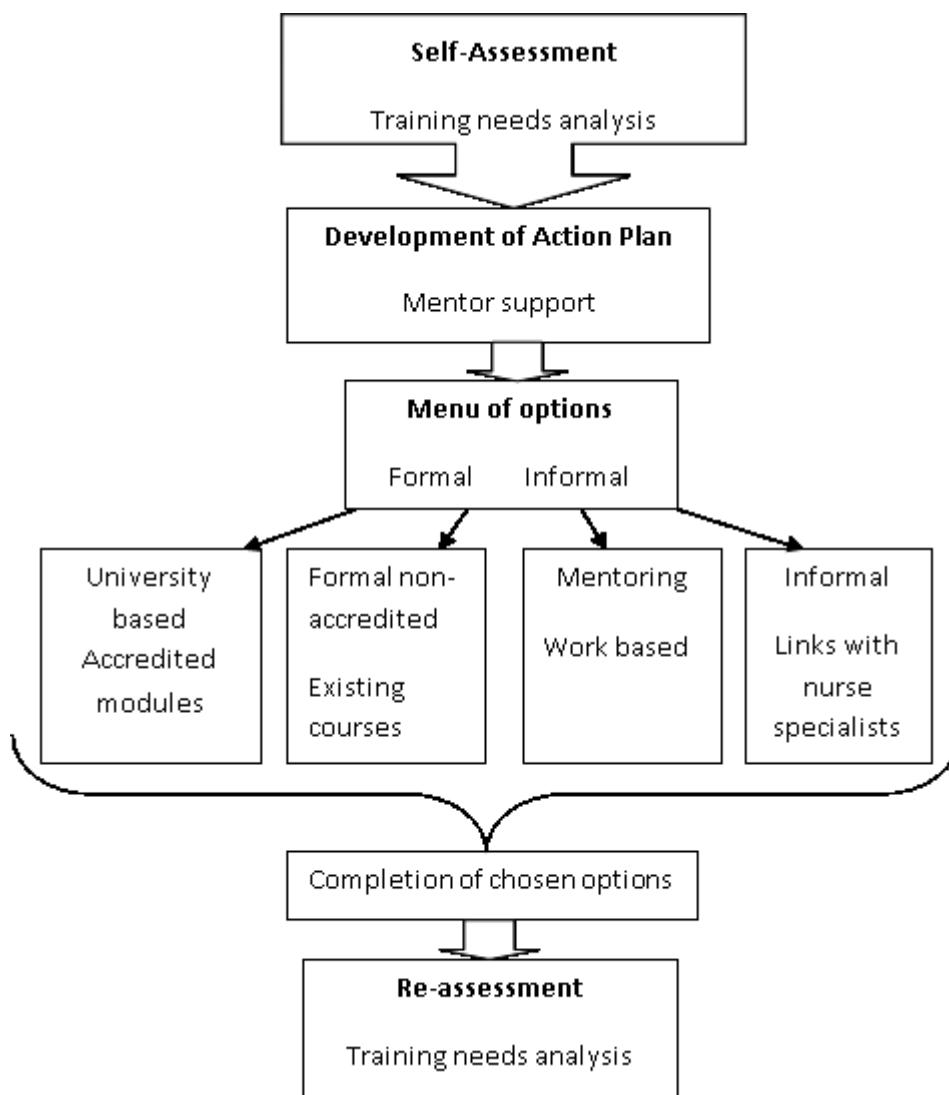 Self-Assessment
Training needs analysis
Development of Action Plan
Mentor support
Menu of options
Formal Informal
University
based
Accredited
modules
Formal non-
accredited
Existing
courses
Mentoring
Work based
Informal
Links with
nurse
specialists
Completion of chosen options
Re-assessment
Training needs analysis